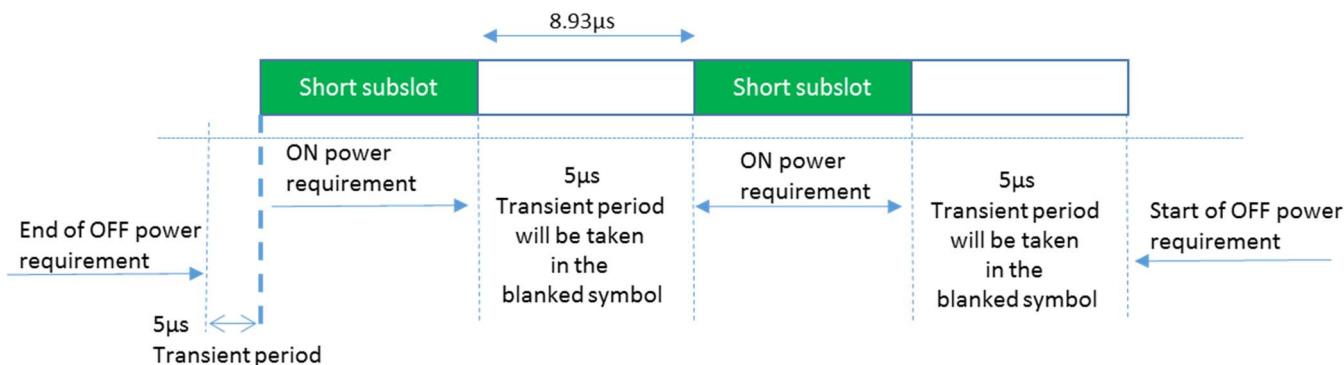 8.93µs
Short subslot
Short subslot
ON power
requirement
5µs
Transient period
will be taken
in the
blanked symbol
ON power
requirement
5µs
Transient period
will be taken
in the
blanked symbol
End of OFF power
requirement
Start of OFF power
requirement
5µs
Transient period